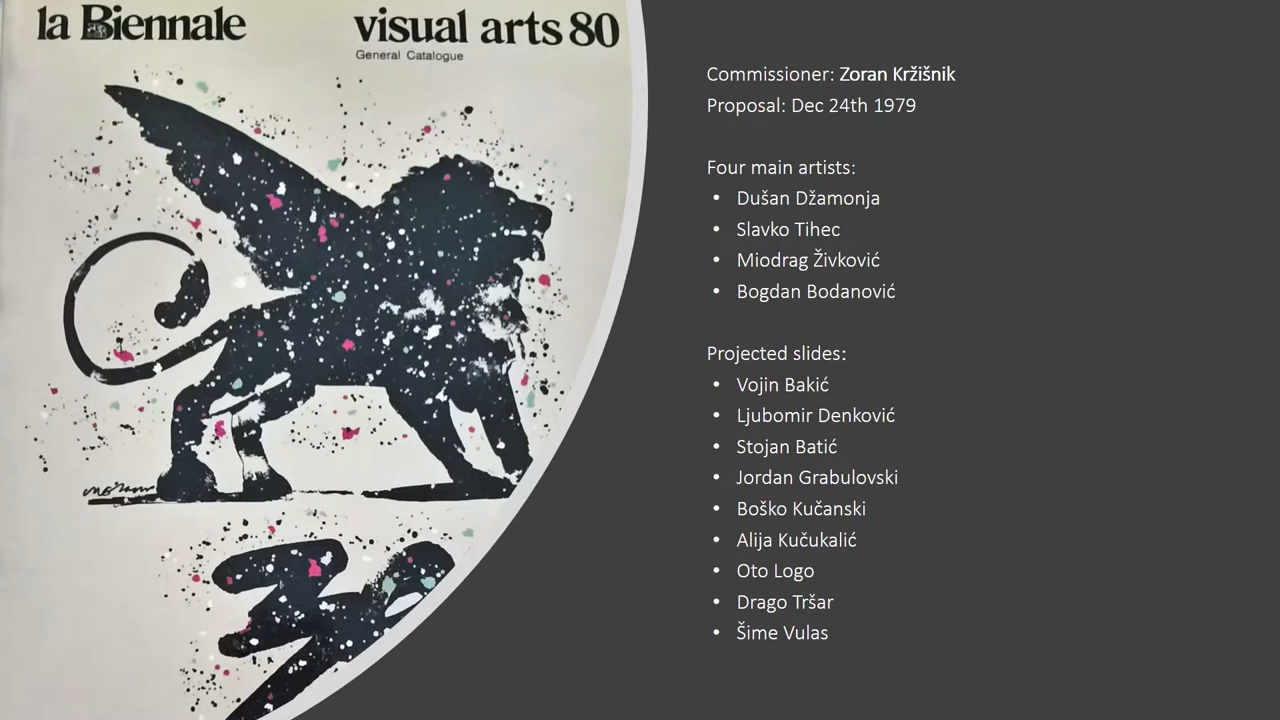 la Biennale
visual arts 80
General Catalogue
Commissioner: Zoran Kržišnik
Proposal: Dec 24th 1979
Four main artists:
• Dušan Džamonja
• Slavko Tihec
• Miodrag Živković
• Bogdan Bodanović
Projected slides:
• Vojin Bakić
• Ljubomir Denković
• Stojan Batić
• Jordan Grabulovski
• Boško Kučanski
• Alija Kučukalić
• Oto Logo
• Drago Tršar
• Šime Vulas